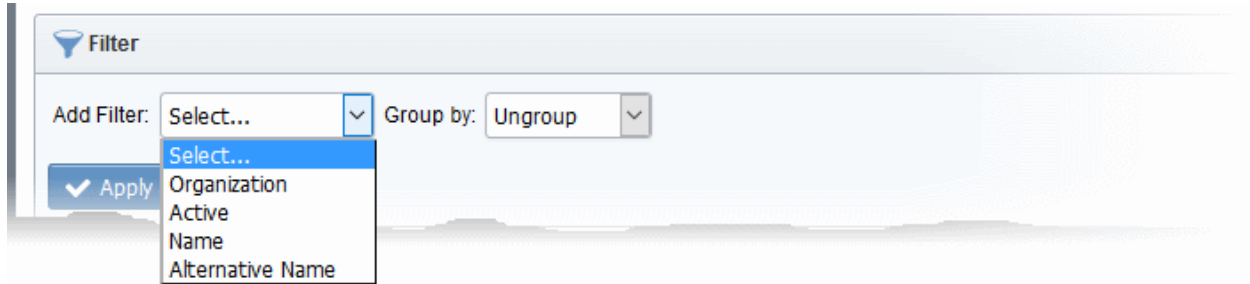 Filter
Add Filter: Select... Group by: Ungroup
Select...
Apply Organization
Active
Name
Alternative Name